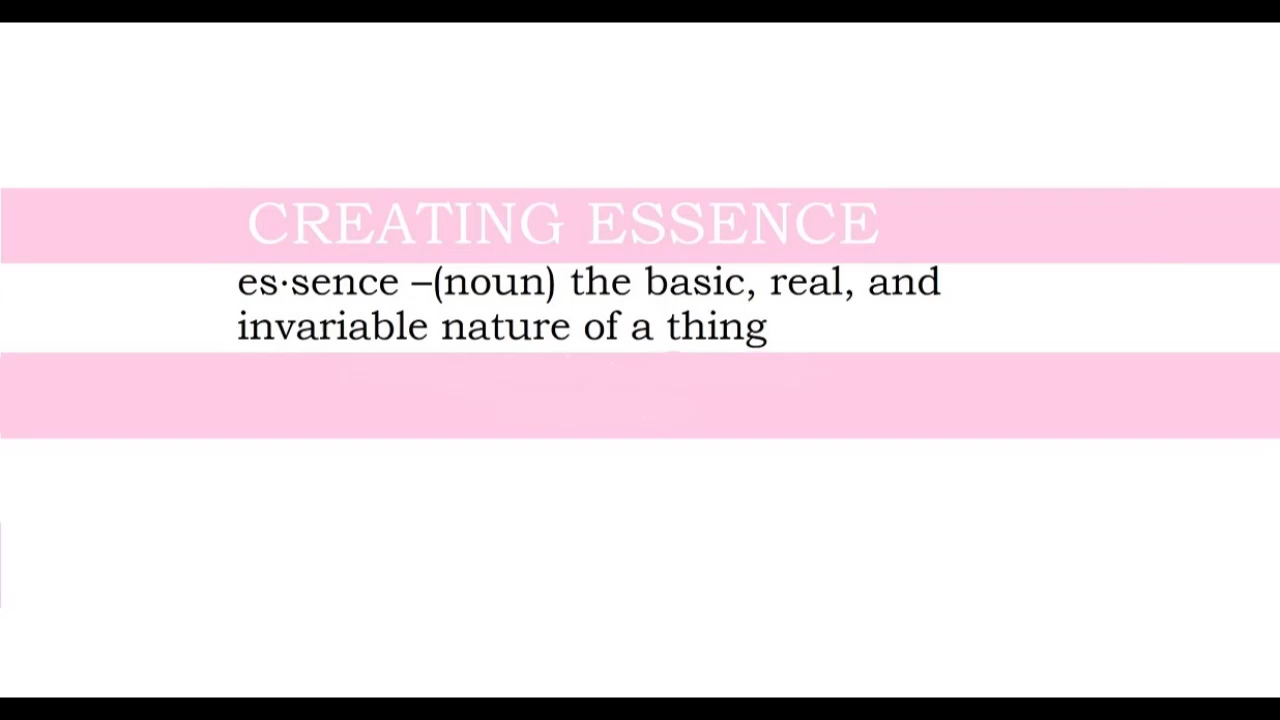 CREATING ESSENCE
es·sence –(noun) the basic, real, and
invariable nature of a thing